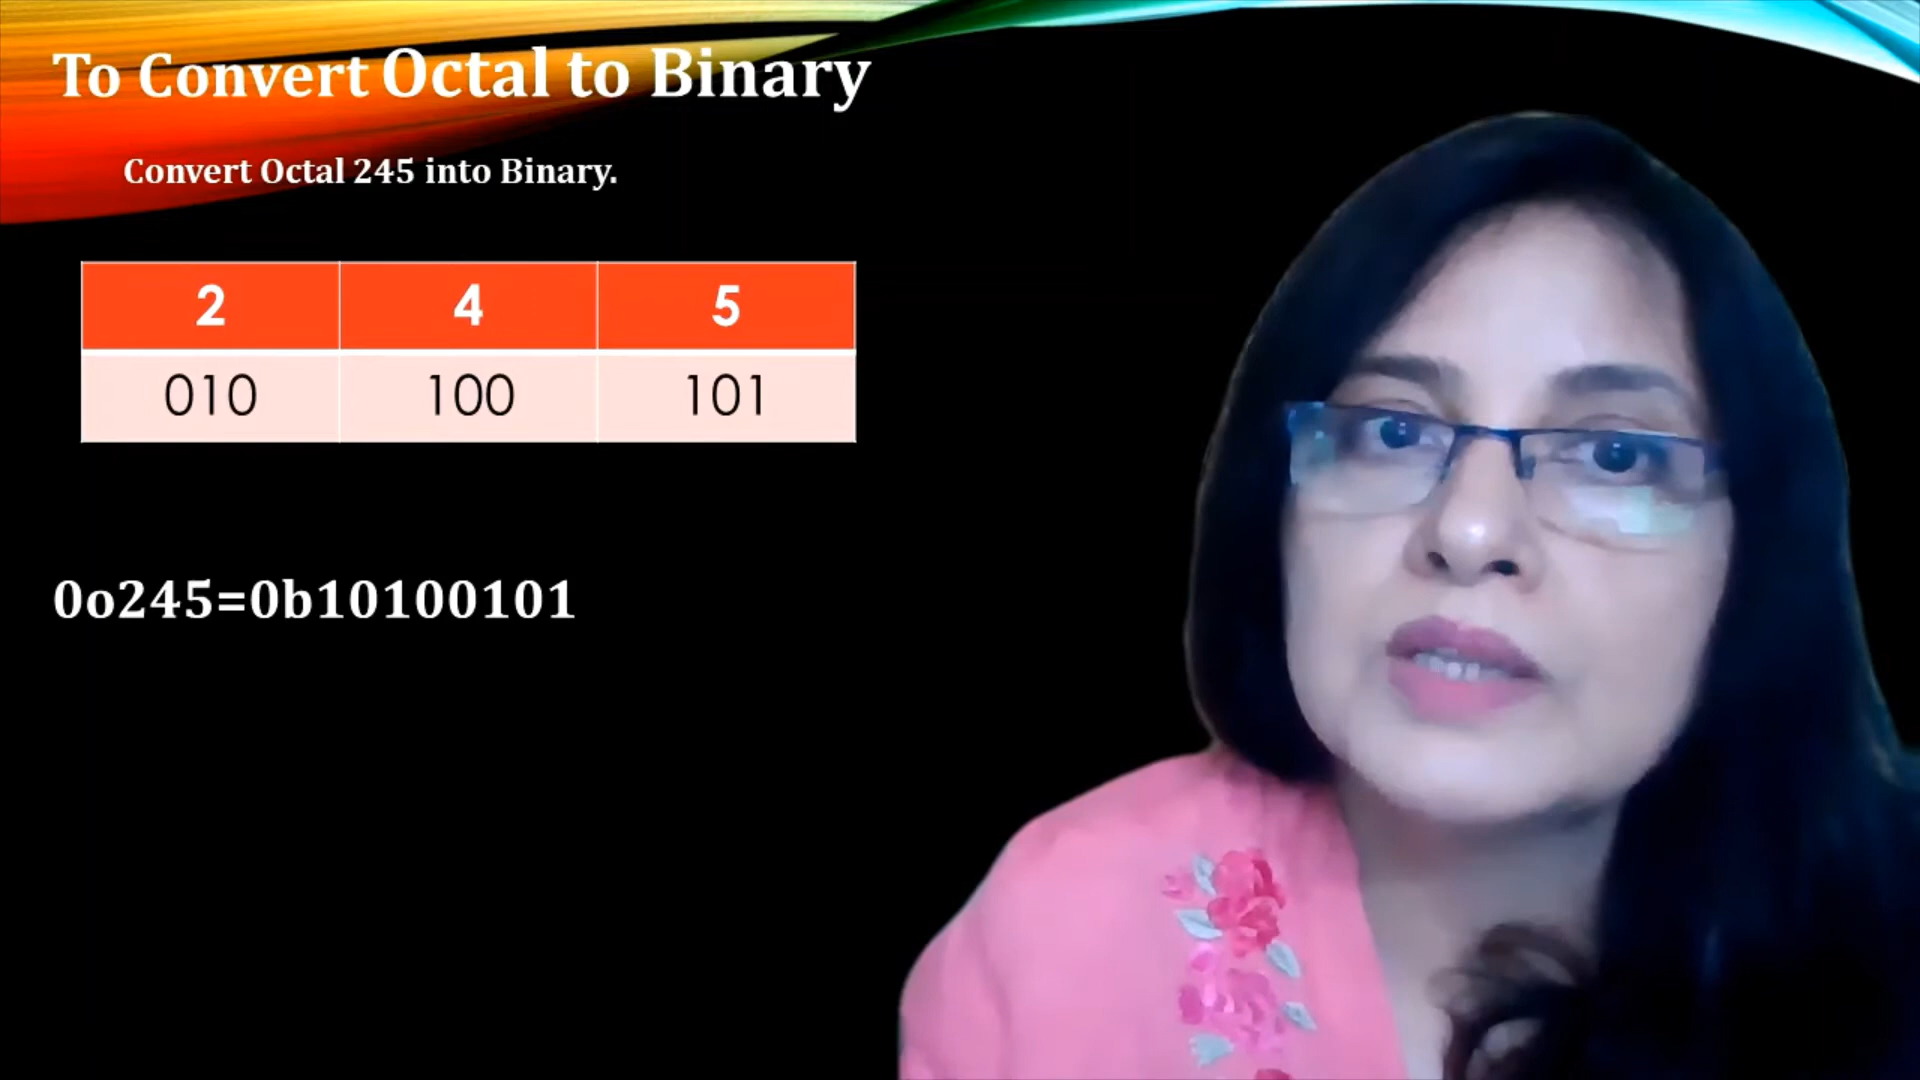 To Convert Octal to Binary
Convert Octal 245 into Binary.
2 4 5
010 100 101
0o245=0b10100101